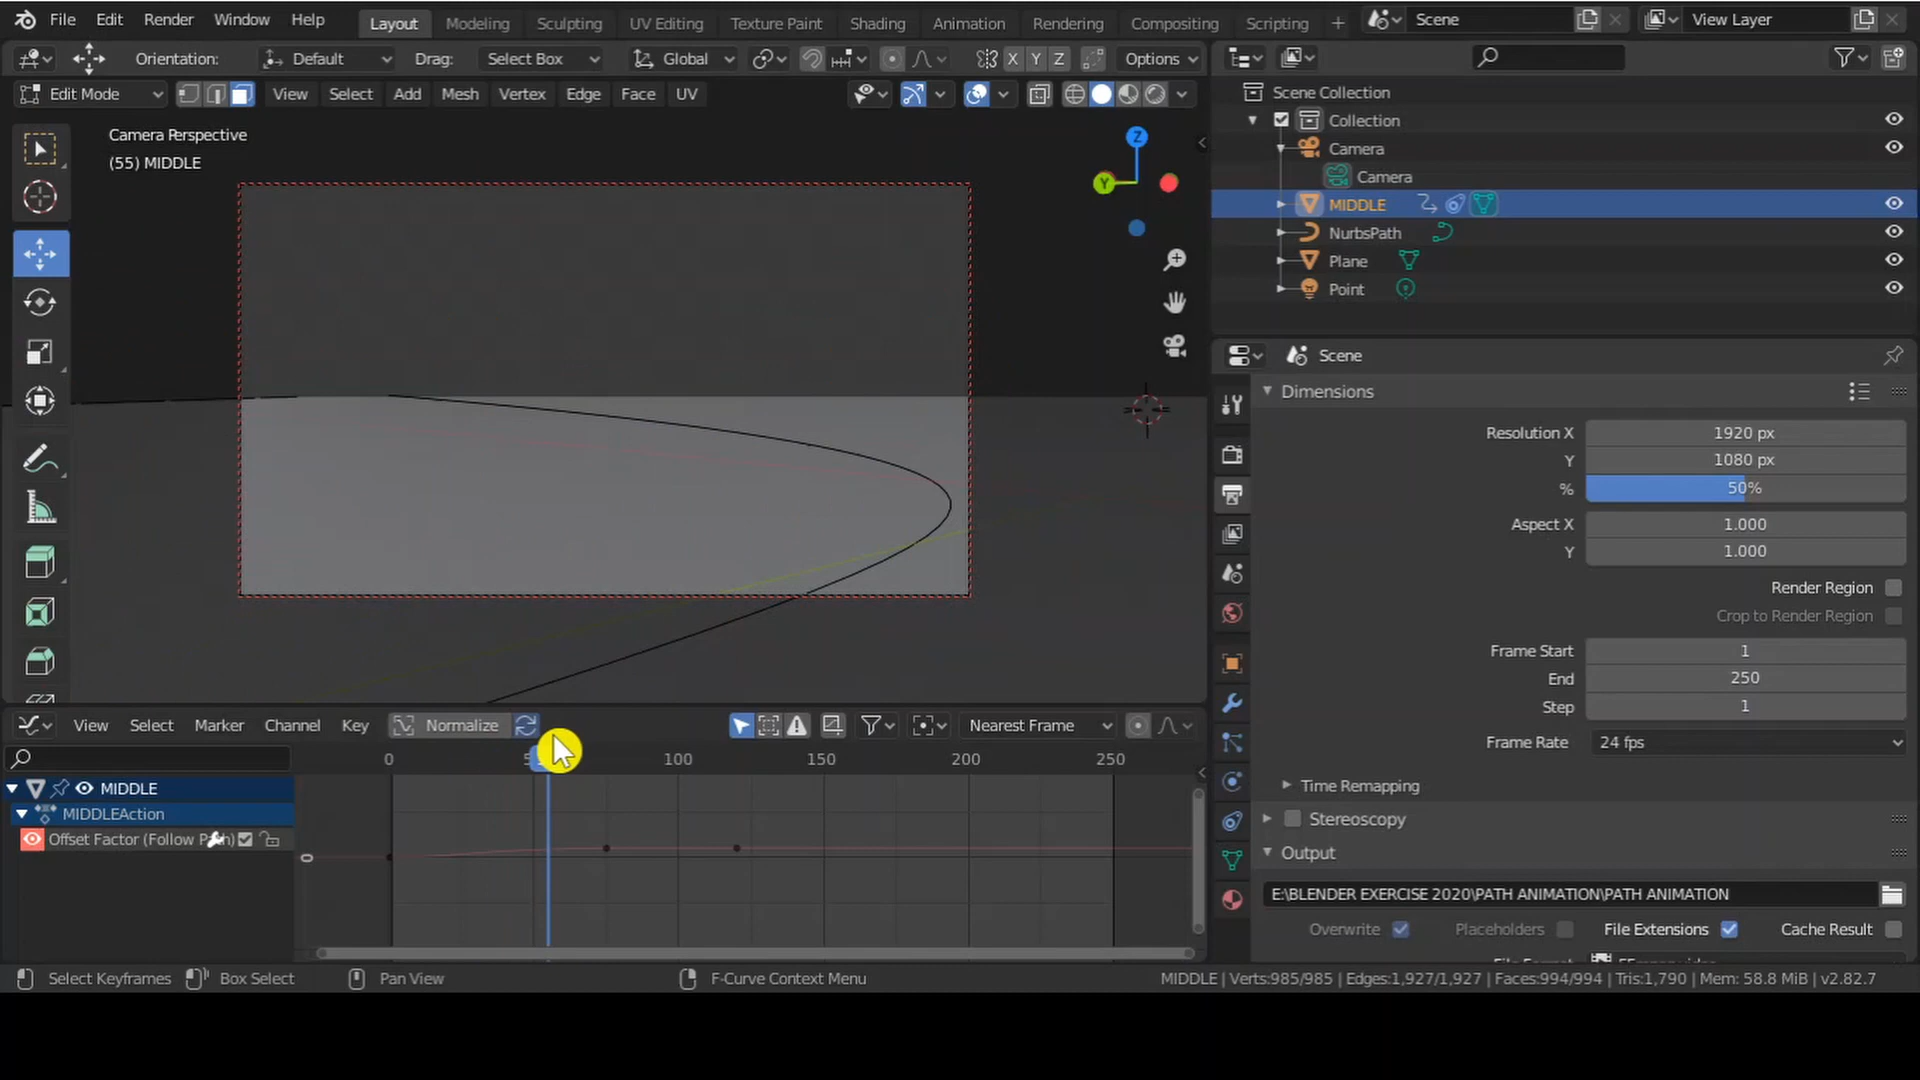 File Edit Render Window Help Layout Modeling Sculpting UV Editing Texture Paint Shading Animation Rendering Compositing Scripting + Scene View Layer
Orientation: Default Drag: Select Box Global X Y Z Options
Edit Mode View Select Add Mesh Vertex Edge Face UV
Camera Perspective
(55) MIDDLE
Z
Y
Scene Collection
Collection
Camera
Camera
MIDDLE
NurbsPath
Plane
Point
Scene
Dimensions
Resolution X 1920 px
Y 1080 px
% 50%
Aspect X 1.000
Y 1.000
Render Region
Crop to Render Region
Frame Start 1
End 250
Step 1
Frame Rate 24 fps
Time Remapping
Stereoscopy
Output
E:\BLENDER EXERCISE 2020\PATH ANIMATION\PATH ANIMATION
Overwrite Placeholders File Extensions Cache Result
View Select Marker Channel Key Normalize Nearest Frame
0 100 150 200 250
MIDDLE
MIDDLEAction
Offset Factor (Follow Path)
Select Keyframes Box Select Pan View F-Curve Context Menu MIDDLE | Verts:985/985 | Edges:1,927/1,927 | Faces:994/994 | Tris:1,790 | Mem: 58.8 MiB | v2.82.7